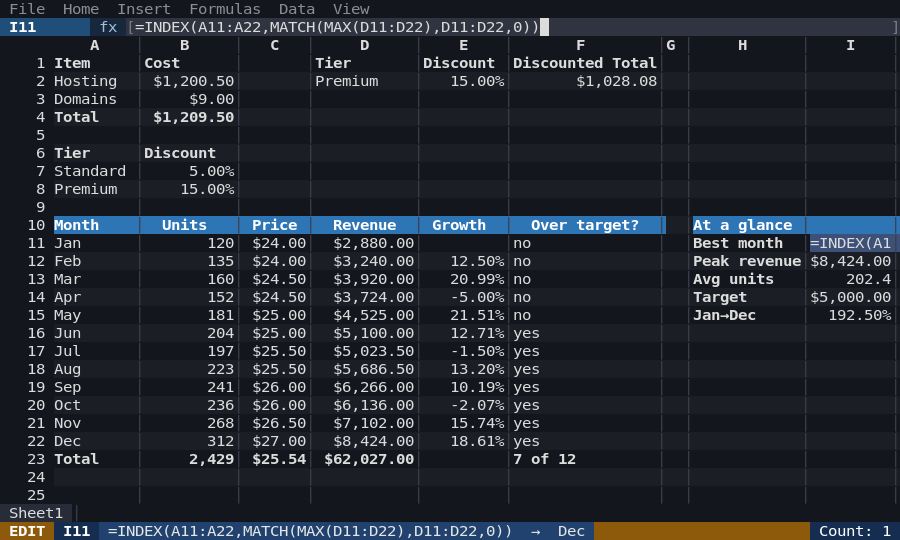 File Home Insert Formulas Data View
I11 fx [=INDEX(A11:A22,MATCH(MAX(D11:D22),D11:D22,0)) ]
A B C D E F G H I
1 Item Cost Tier Discount Discounted Total
2 Hosting $1,200.50 Premium 15.00% $1,028.08
3 Domains $9.00
4 Total $1,209.50
5
6 Tier Discount
7 Standard 5.00%
8 Premium 15.00%
9
10 Month Units Price Revenue Growth Over target? At a glance
11 Jan 120 $24.00 $2,880.00 no Best month =INDEX(A1
12 Feb 135 $24.00 $3,240.00 12.50% no Peak revenue $8,424.00
13 Mar 160 $24.50 $3,920.00 20.99% no Avg units 202.4
14 Apr 152 $24.50 $3,724.00 -5.00% no Target $5,000.00
15 May 181 $25.00 $4,525.00 21.51% no Jan→Dec 192.50%
16 Jun 204 $25.00 $5,100.00 12.71% yes
17 Jul 197 $25.50 $5,023.50 -1.50% yes
18 Aug 223 $25.50 $5,686.50 13.20% yes
19 Sep 241 $26.00 $6,266.00 10.19% yes
20 Oct 236 $26.00 $6,136.00 -2.07% yes
21 Nov 268 $26.50 $7,102.00 15.74% yes
22 Dec 312 $27.00 $8,424.00 18.61% yes
23 Total 2,429 $25.54 $62,027.00 7 of 12
24
25
Sheet1
EDIT I11 =INDEX(A11:A22,MATCH(MAX(D11:D22),D11:D22,0)) → Dec Count: 1